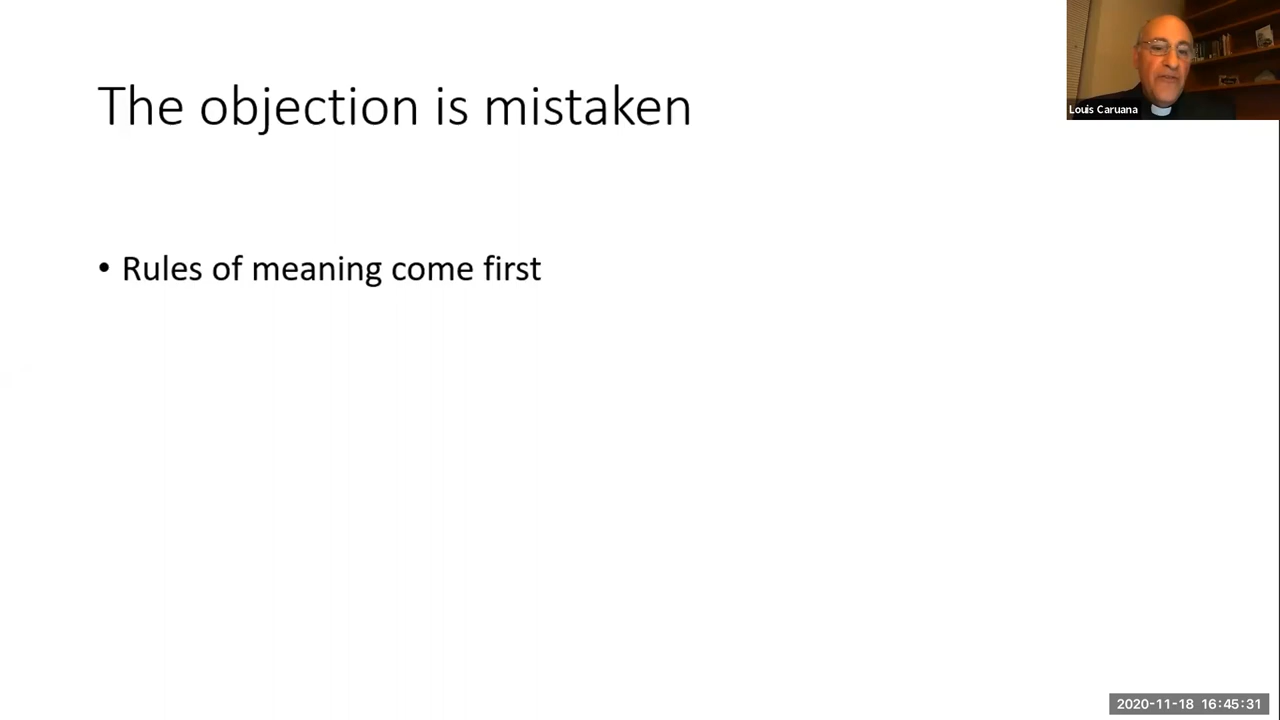 The objection is mistaken
Louis Caruana
• Rules of meaning come first
2020-11-18 16:45:31